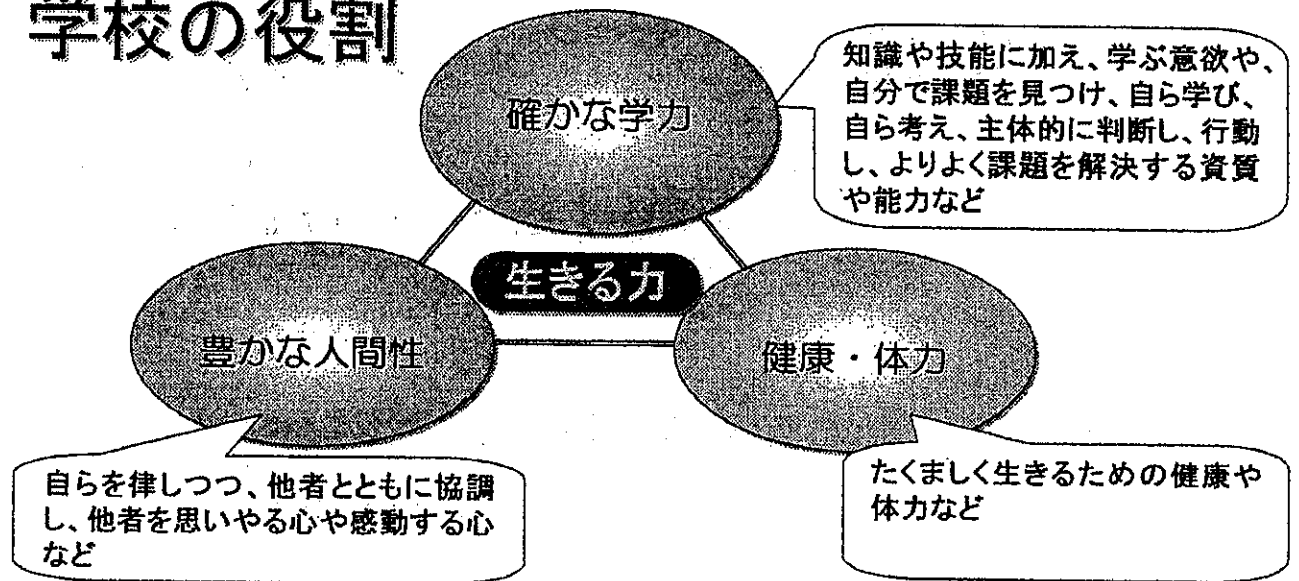 学校の役割
確かな学力
知識や技能に加え、学ぶ意欲や、
自分で課題を見つけ、自ら学び、
自ら考え、主体的に判断し、行動
し、よりよく課題を解決する資質
や能力など
生きる力
豊かな人間性
健康・体力
自らを律しつつ、他者とともに協調
し、他者を思いやる心や感動する心
など
たくましく生きるための健康や
体力など